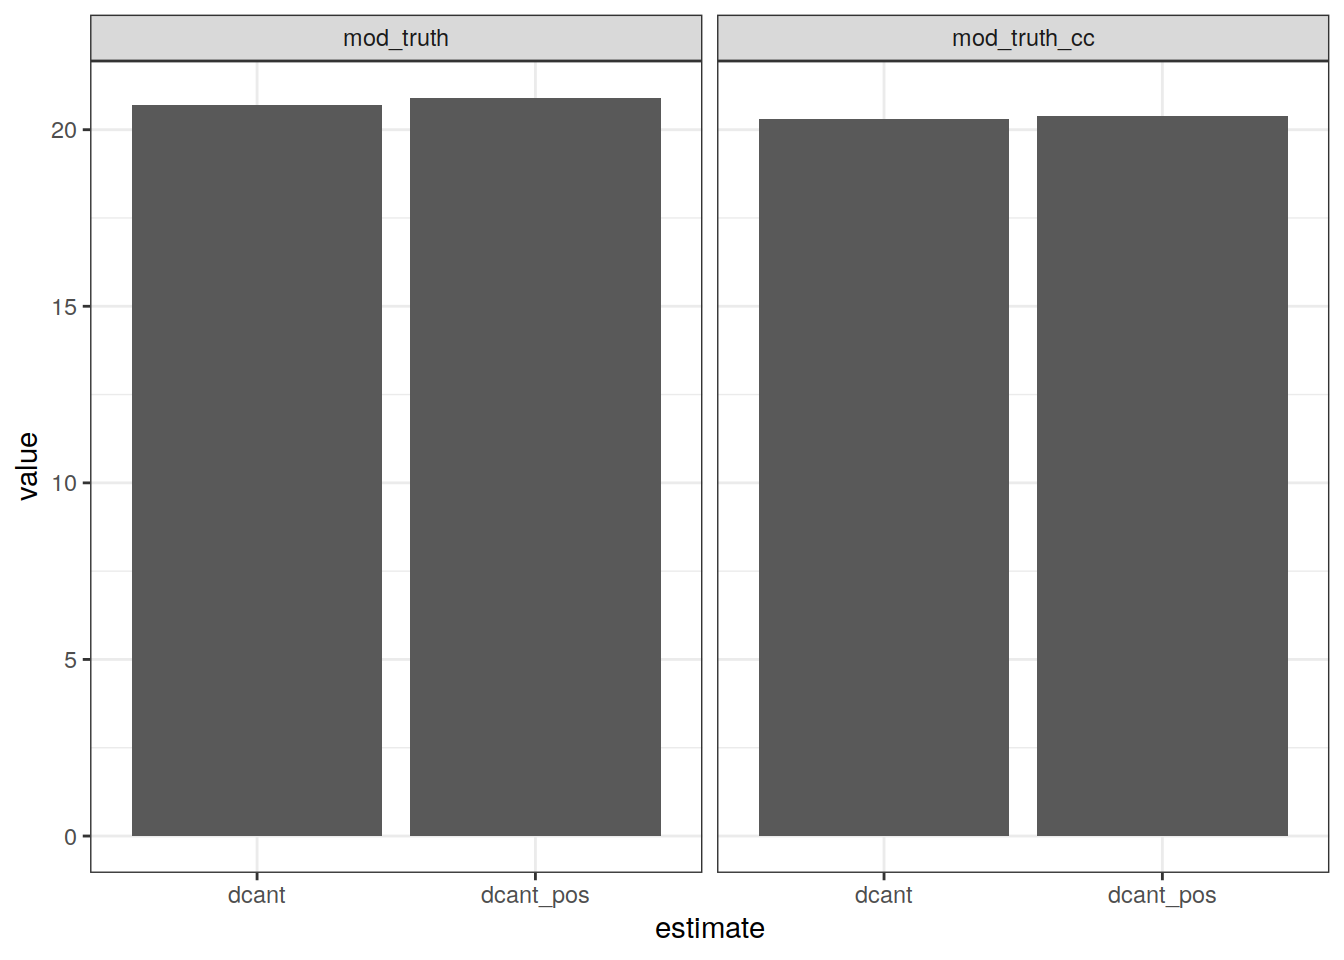 mod_truth
mod_truth_cc
value
20
15
10
5
0
dcant
dcant_pos
dcant
dcant_pos
estimate